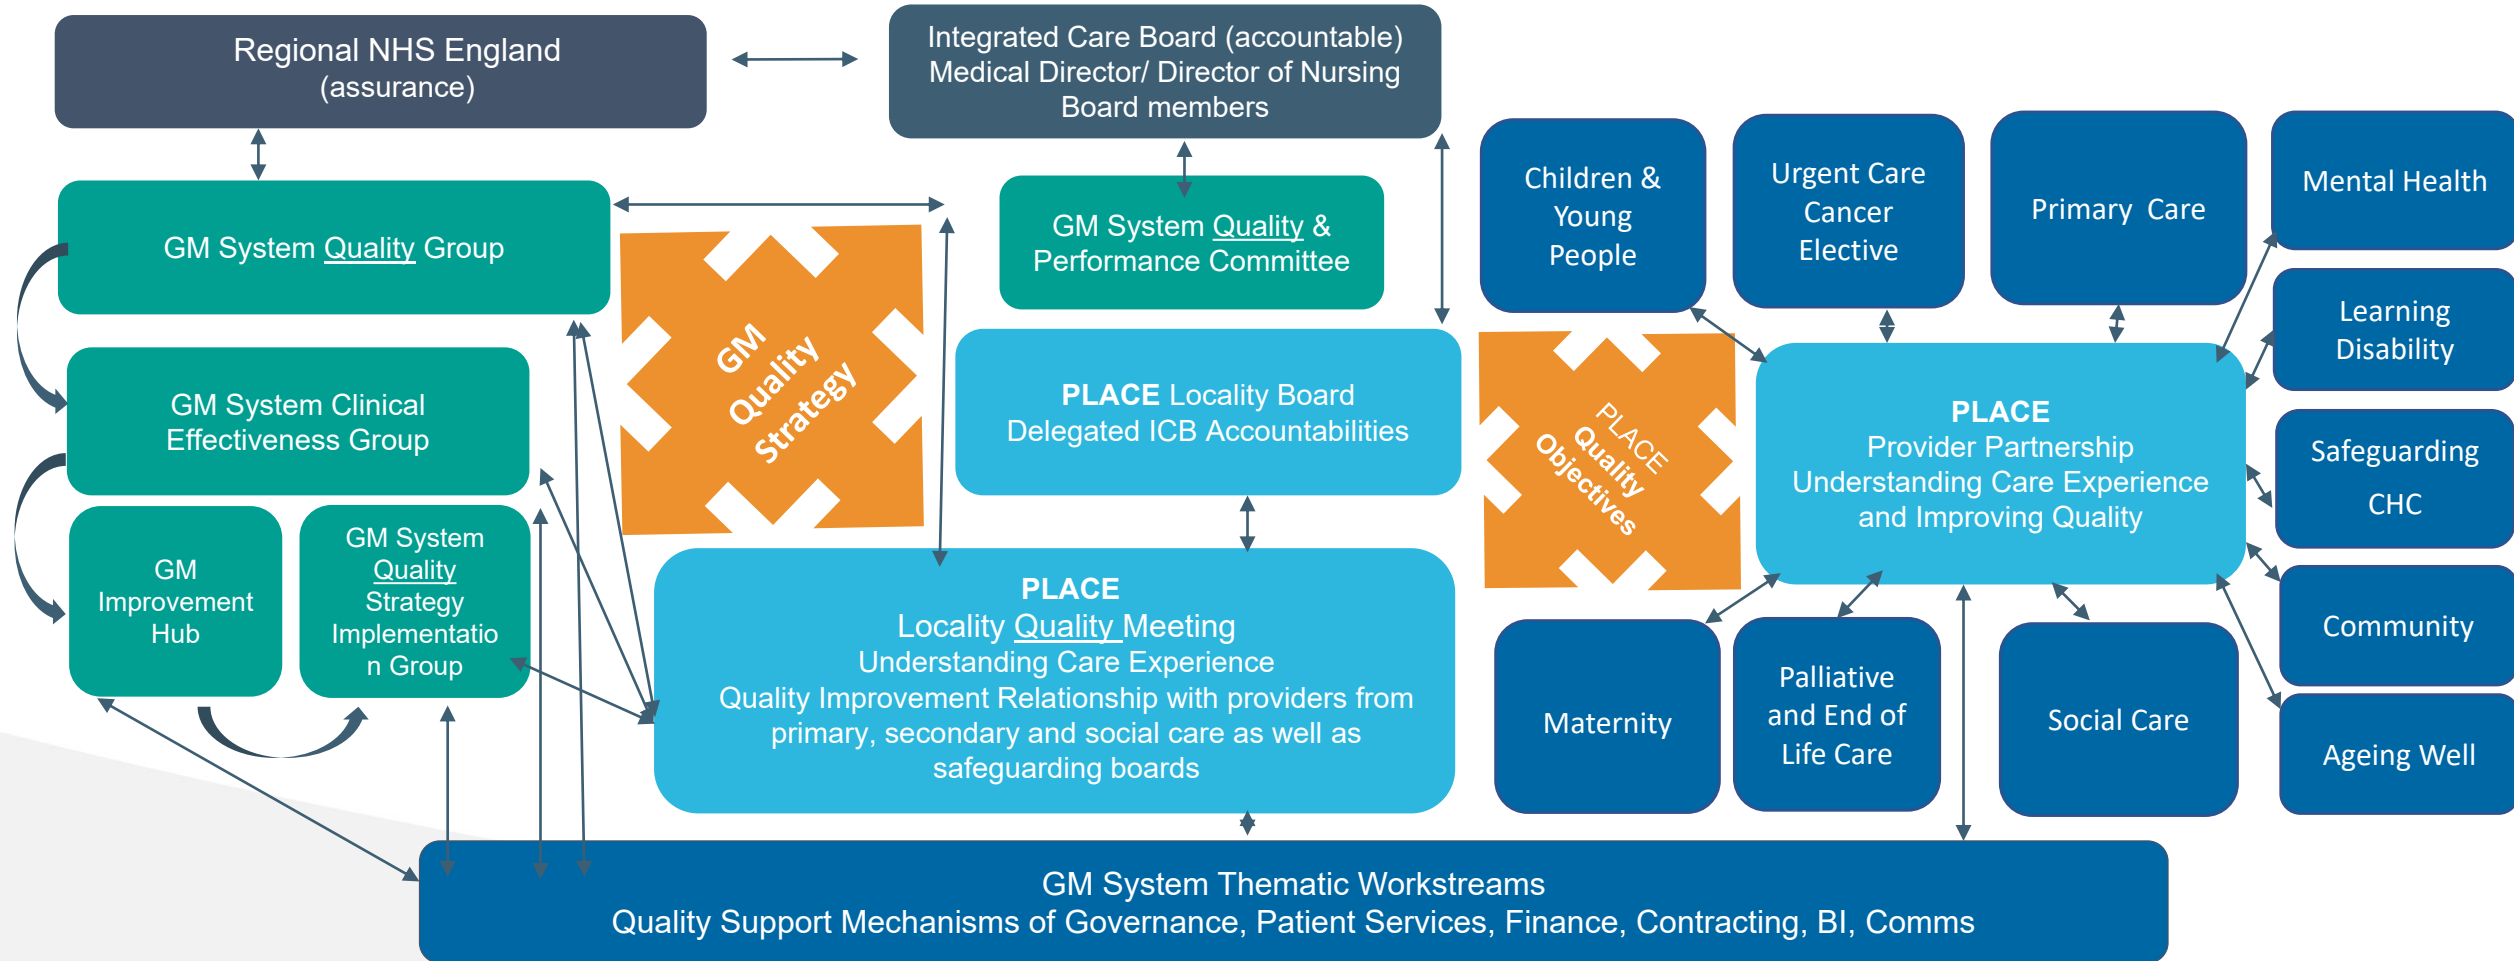 Regional NHS England
(assurance)
Integrated Care Board (accountable)
Medical Director/ Director of Nursing
Board members
GM System Quality Group
GM System Quality &
Performance Committee
Children &
Young
People
Urgent Care
Cancer
Elective
Primary Care
Mental Health
Learning
Disability
Safeguarding
CHC
Community
Ageing Well
GM System Clinical
Effectiveness Group
GM
Quality
Strategy
PLACE Locality Board
Delegated ICB Accountabilities
PLACE
Quality
Objectives
PLACE
Provider Partnership
Understanding Care Experience
and Improving Quality
GM
Improvement
Hub
GM System
Quality
Strategy
Implementatio
n Group
PLACE
Locality Quality Meeting
Understanding Care Experience
Quality Improvement Relationship with providers from
primary, secondary and social care as well as
safeguarding boards
Maternity
Palliative
and End of
Life Care
Social Care
GM System Thematic Workstreams
Quality Support Mechanisms of Governance, Patient Services, Finance, Contracting, BI, Comms